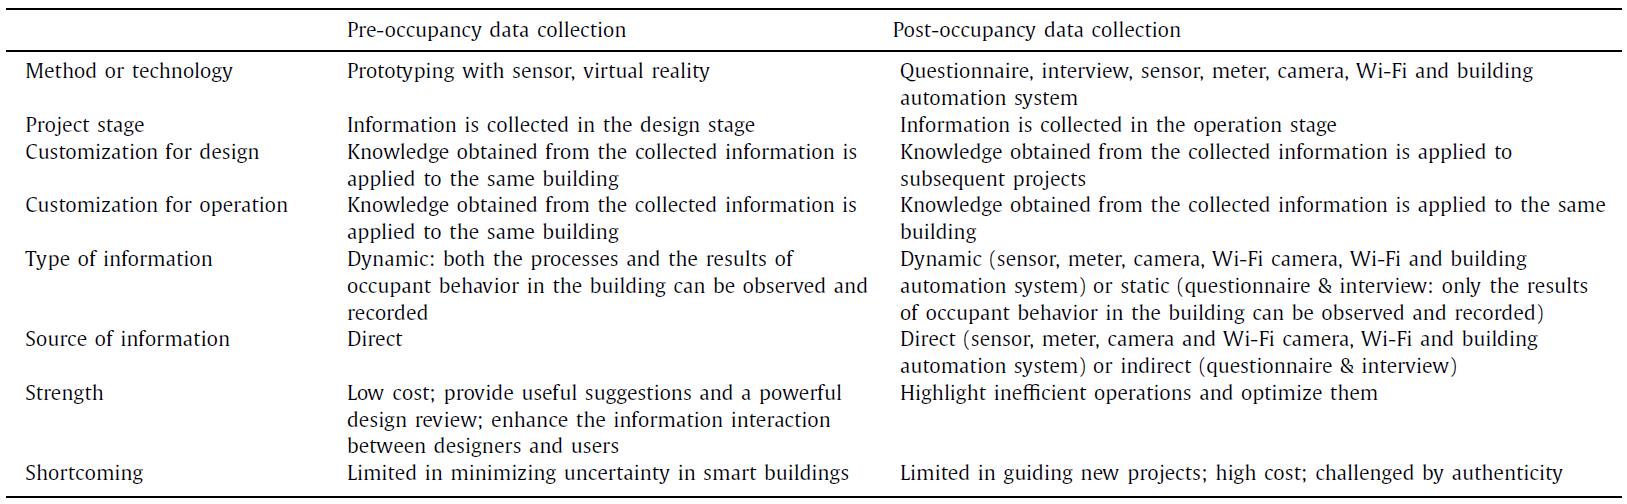 Pre-occupancy data collection Post-occupancy data collection
Method or technology Prototyping with sensor, virtual reality Questionnaire, interview, sensor, meter, camera, Wi-Fi and building
automation system
Project stage Information is collected in the design stage Information is collected in the operation stage
Customization for design Knowledge obtained from the collected information is Knowledge obtained from the collected information is applied to
applied to the same building subsequent projects
Customization for operation Knowledge obtained from the collected information is Knowledge obtained from the collected information is applied to the same
applied to the same building building
Type of information Dynamic: both the processes and the results of Dynamic (sensor, meter, camera, Wi-Fi camera, Wi-Fi and building
occupant behavior in the building can be observed and automation system) or static (questionnaire & interview: only the results
recorded of occupant behavior in the building can be observed and recorded)
Source of information Direct Direct (sensor, meter, camera and Wi-Fi camera, Wi-Fi and building
automation system) or indirect (questionnaire & interview)
Strength Low cost; provide useful suggestions and a powerful Highlight inefficient operations and optimize them
design review; enhance the information interaction
between designers and users
Shortcoming Limited in minimizing uncertainty in smart buildings Limited in guiding new projects; high cost; challenged by authenticity